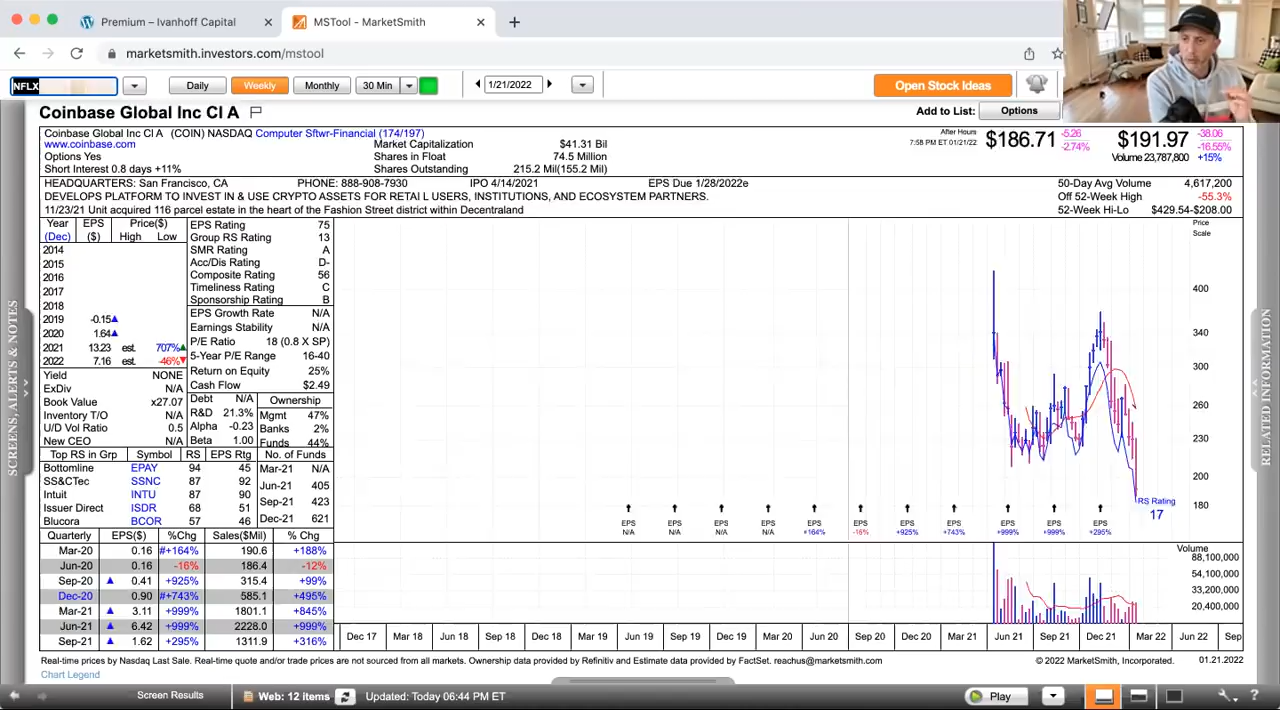 Premium – Ivanhoff Capital
MSTool - MarketSmith
marketsmith.investors.com/mstool
NFLX Daily Weekly Monthly 30 Min 1/21/2022 Open Stock Ideas
Coinbase Global Inc Cl A
Add to List: Options
Coinbase Global Inc Cl A (COIN) NASDAQ Computer Sftwr-Financial (174/197)
www.coinbase.com Market Capitalization $41.31 Bil
Options Yes Shares in Float 74.5 Million
Short Interest 0.8 days +11% Shares Outstanding 215.2 Mil(155.2 Mil)
After Hours
7:58 PM ET 01/21/22
$186.71 -5.26 -2.74%
$191.97 -38.06 -16.55%
Volume 23,787,800 +15%
HEADQUARTERS: San Francisco, CA PHONE: 888-908-7930 IPO 4/14/2021 EPS Due 1/28/2022e
DEVELOPS PLATFORM TO INVEST IN & USE CRYPTO ASSETS FOR RETAI L USERS, INSTITUTIONS, AND ECOSYSTEM PARTNERS.
11/23/21 Unit acquired 116 parcel estate in the heart of the Fashion Street district within Decentraland
50-Day Avg Volume 4,617,200
Off 52-Week High -55.3%
52-Week Hi-Lo $429.54-$208.00
Year EPS Price($)
(Dec) ($) High Low
2014
2015
2016
2017
2018
2019 -0.15
2020 1.64
2021 13.23 est. 707%
2022 7.16 est. -46%
Yield NONE
ExDiv N/A
Book Value x27.07
Inventory T/O N/A
U/D Vol Ratio 0.5
New CEO N/A
EPS Rating 75
Group RS Rating 13
SMR Rating A
Acc/Dis Rating D-
Composite Rating 56
Timeliness Rating C
Sponsorship Rating B
EPS Growth Rate N/A
Earnings Stability N/A
P/E Ratio 18 (0.8 X SP)
5-Year P/E Range 16-40
Return on Equity 25%
Cash Flow $2.49
Debt N/A
R&D 21.3%
Alpha -0.23
Beta 1.00
Ownership
Mgmt 47%
Banks 2%
Funds 44%
Top RS in Grp Symbol RS EPS Rtg
Bottomline EPAY 94 45
SS&CTec SSNC 87 92
Intuit INTU 87 90
Issuer Direct ISDR 68 51
Blucora BCOR 57 46
No. of Funds
Mar-21 N/A
Jun-21 405
Sep-21 423
Dec-21 621
Quarterly EPS($) %Chg Sales($Mil) % Chg
Mar-20 0.16 #+164% 190.6 +188%
Jun-20 0.16 -16% 186.4 -12%
Sep-20 0.41 +925% 315.4 +99%
Dec-20 0.90 #+743% 585.1 +495%
Mar-21 3.11 +999% 1801.1 +845%
Jun-21 6.42 +999% 2228.0 +999%
Sep-21 1.62 +295% 1311.9 +316%
Price
Scale
400
340
300
260
230
200
180
RS Rating
17
EPS EPS EPS EPS EPS EPS EPS EPS EPS EPS EPS
N/A N/A N/A N/A +164% -16% +925% +743% +999% +999% +295%
Volume
88,100,000
54,100,000
33,200,000
20,400,000
Dec 17 Mar 18 Jun 18 Sep 18 Dec 18 Mar 19 Jun 19 Sep 19 Dec 19 Mar 20 Jun 20 Sep 20 Dec 20 Mar 21 Jun 21 Sep 21 Dec 21 Mar 22 Jun 22 Sep
Real-time prices by Nasdaq Last Sale. Real-time quote and/or trade prices are not sourced from all markets. Ownership data provided by Refinitiv and Estimate data provided by FactSet. reachus@marketsmith.com
© 2022 MarketSmith, Incorporated. 01.21.2022
Chart Legend
SCREENS, ALERTS & NOTES
RELATED INFORMATION
Screen Results Web: 12 items Updated: Today 06:44 PM ET Play